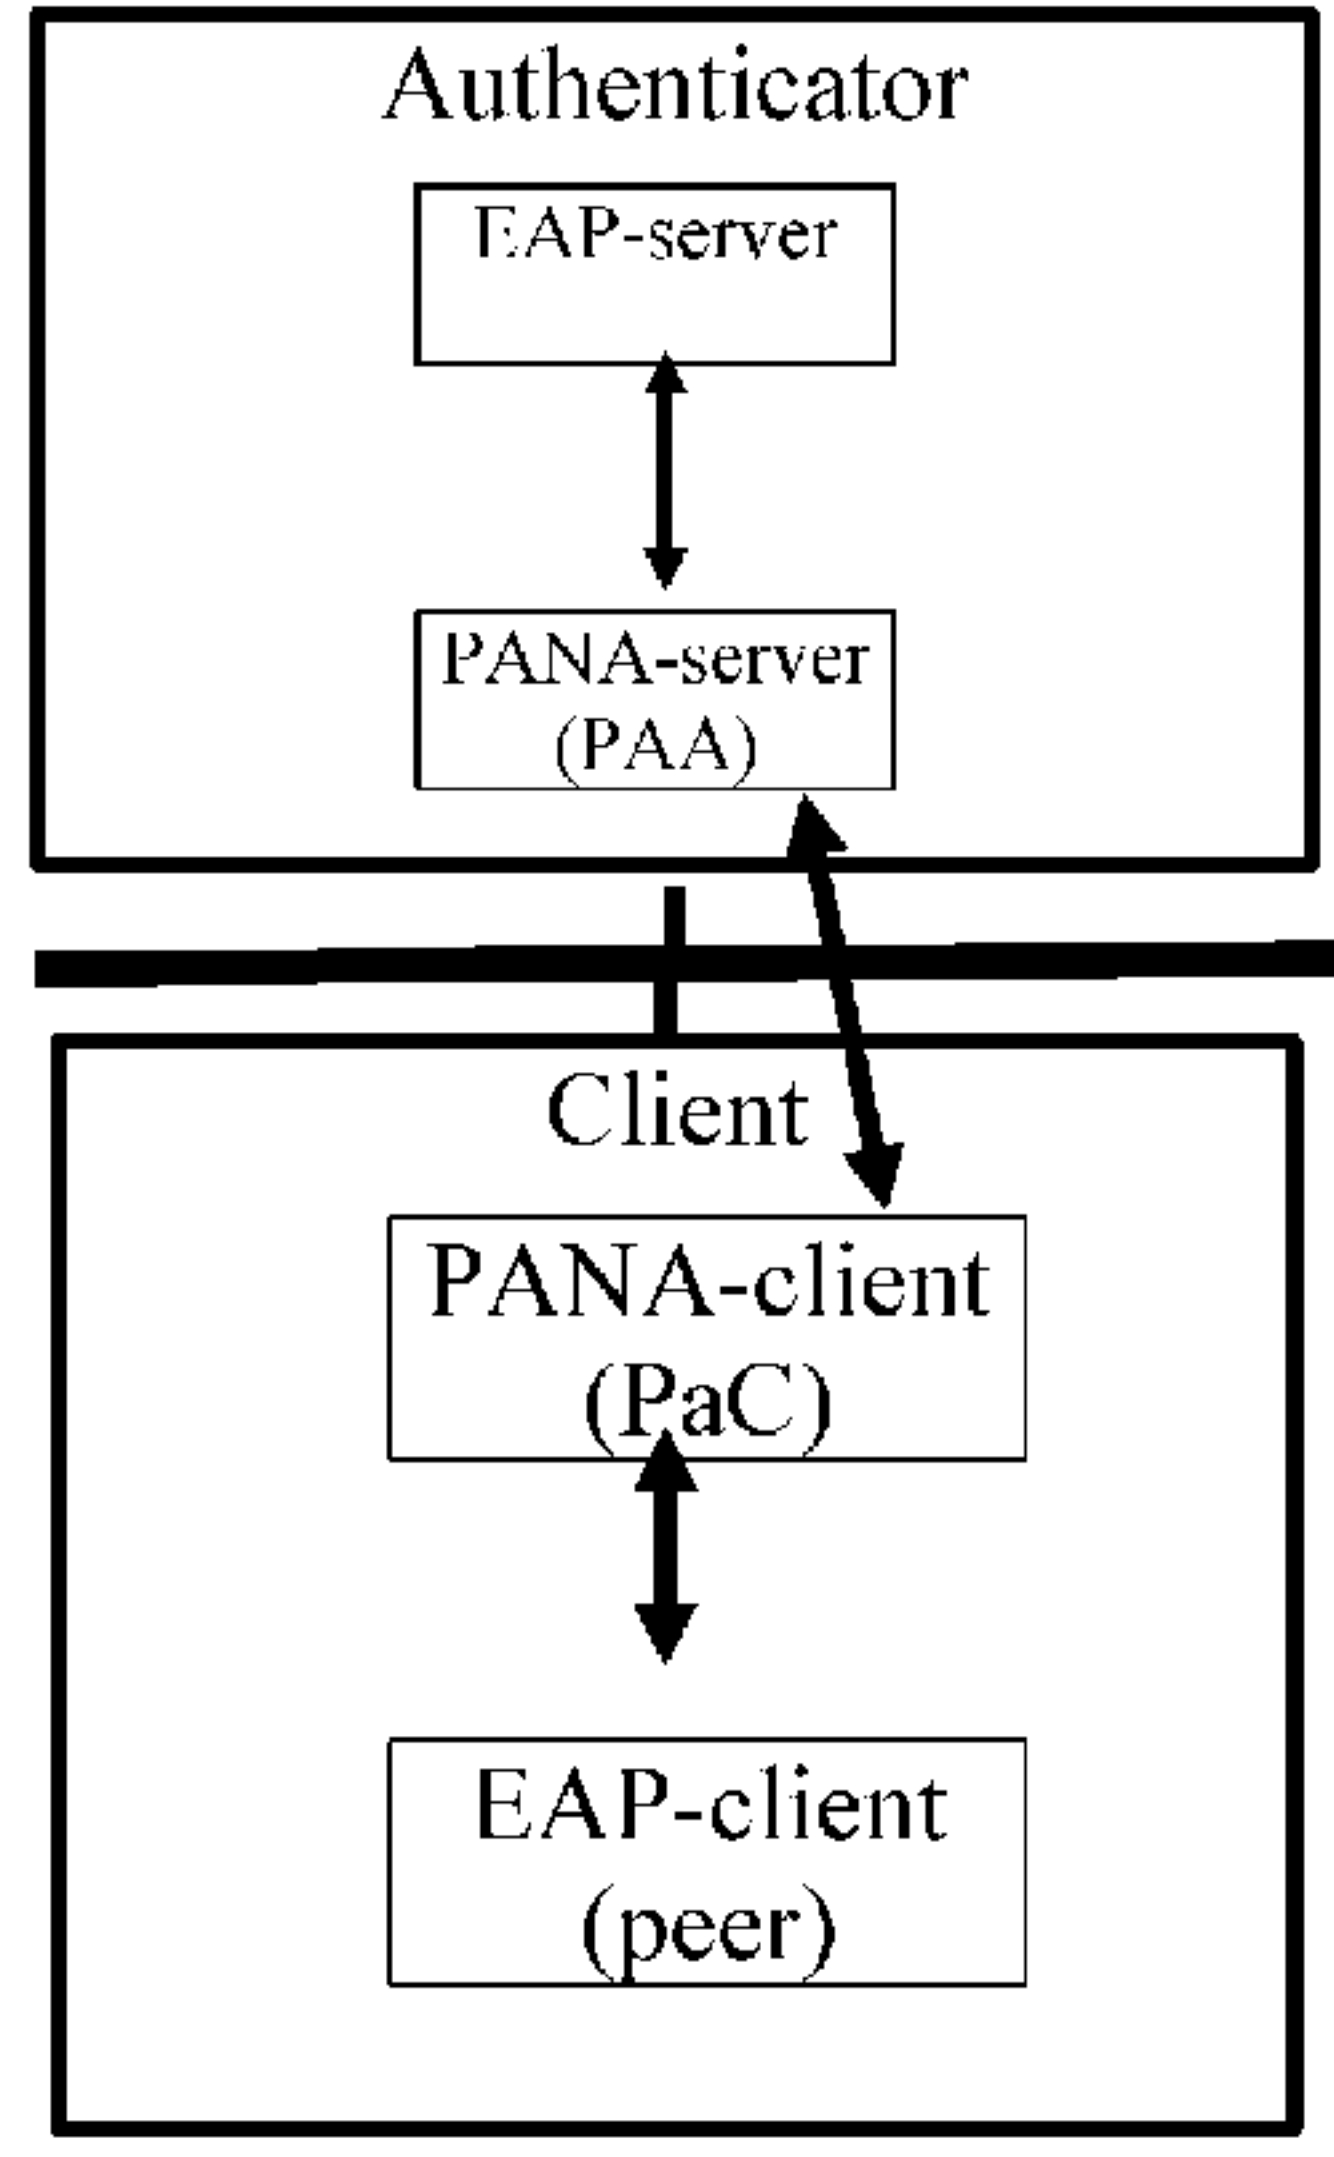 Authenticator
EAP-server
PANA-server
(PAA)
Client
PANA-client
(PaC)
EAP-client
(peer)